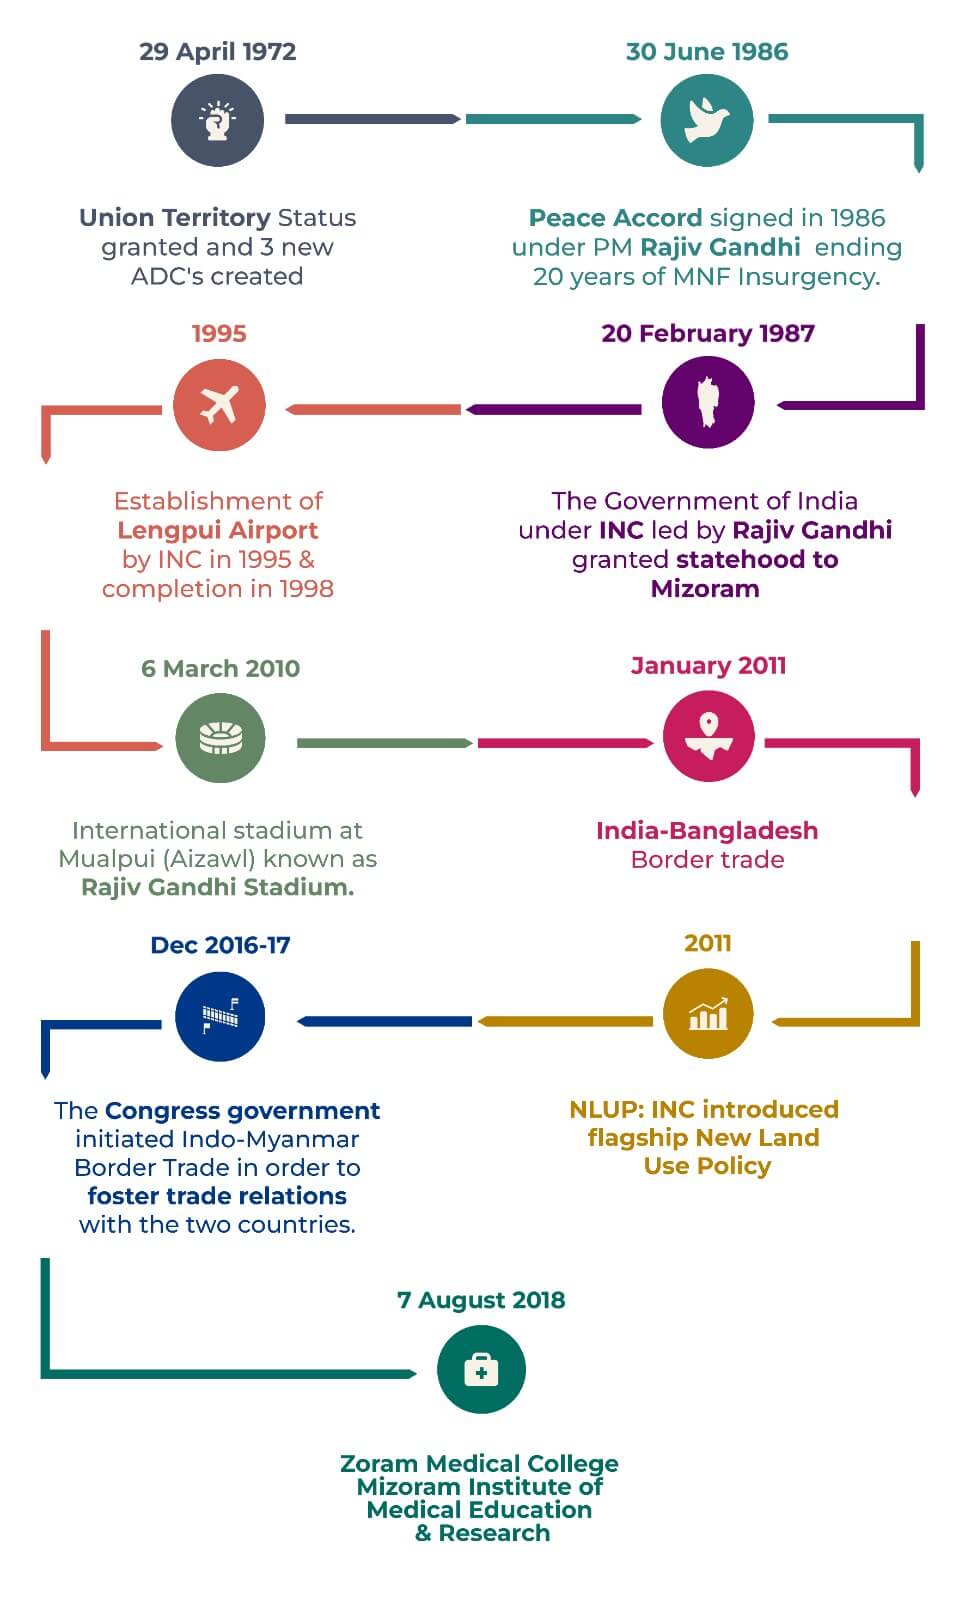 29 April 1972
Union Territory Status
granted and 3 new
ADC's created
30 June 1986
Peace Accord signed in 1986
under PM Rajiv Gandhi ending
20 years of MNF Insurgency.
20 February 1987
The Government of India
under INC led by Rajiv Gandhi
granted statehood to
Mizoram
1995
Establishment of
Lengpui Airport
by INC in 1995 &
completion in 1998
6 March 2010
International stadium at
Mualpui (Aizawl) known as
Rajiv Gandhi Stadium.
January 2011
India-Bangladesh
Border trade
2011
NLUP: INC introduced
flagship New Land
Use Policy
Dec 2016-17
The Congress government
initiated Indo-Myanmar
Border Trade in order to
foster trade relations
with the two countries.
7 August 2018
Zoram Medical College
Mizoram Institute of
Medical Education
& Research